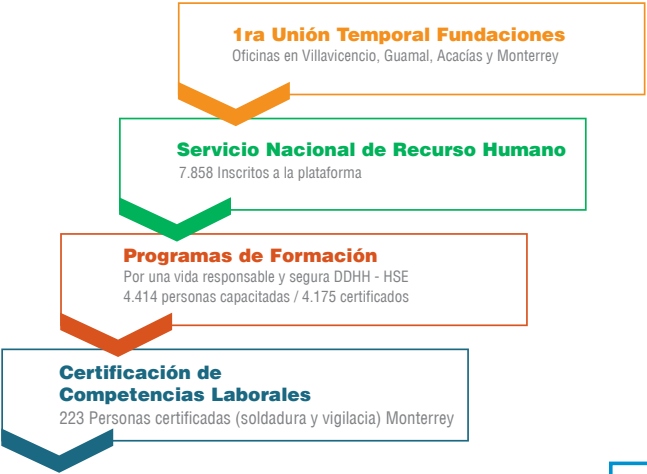 1ra Unión Temporal Fundaciones
Oficinas en Villavicencio, Guamal, Acacías y Monterrey
Servicio Nacional de Recurso Humano
7.858 Inscritos a la plataforma
Programas de Formación
Por una vida responsable y segura DDHH - HSE
4.414 personas capacitadas / 4.175 certificados
Certificación de
Competencias Laborales
223 Personas certificadas (soldadura y vigilacia) Monterrey